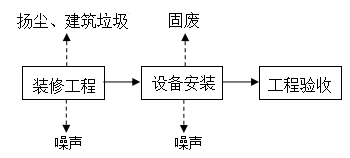 扬尘、建筑垃圾
固废
装修工程
设备安装
工程验收
噪声
噪声